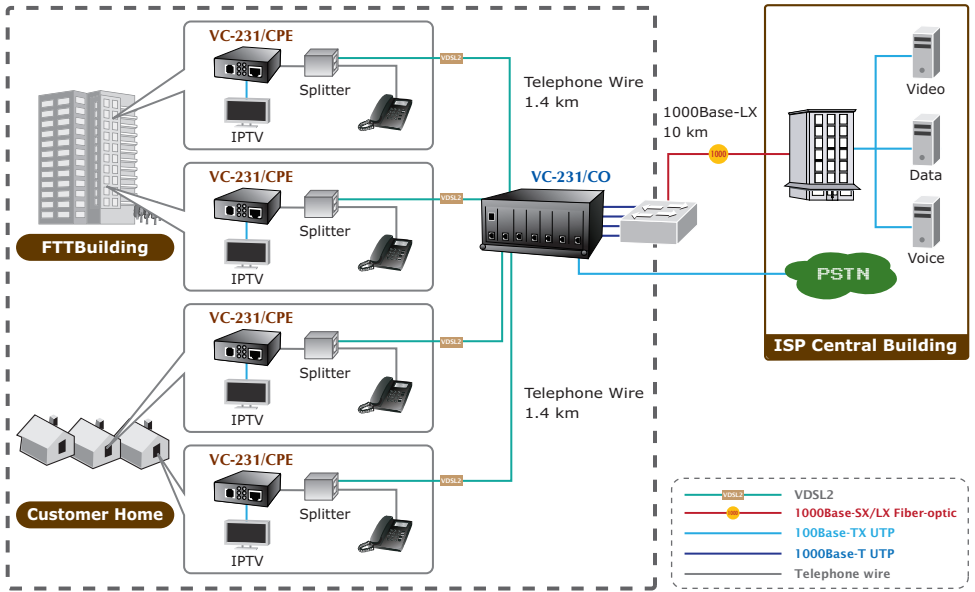 VC-231/CPE
Splitter
IPTV
VDSL2
Telephone Wire
1.4 km
VC-231/CPE
Splitter
IPTV
VDSL2
FTTBuilding
VC-231/CO
1000Base-LX
10 km
1000
Video
Data
Voice
PSTN
ISP Central Building
VC-231/CPE
Splitter
IPTV
VDSL2
Telephone Wire
1.4 km
VC-231/CPE
Splitter
IPTV
VDSL2
Customer Home
VDSL2
VDSL2
1000
1000Base-SX/LX Fiber-optic
100Base-TX UTP
1000Base-T UTP
Telephone wire